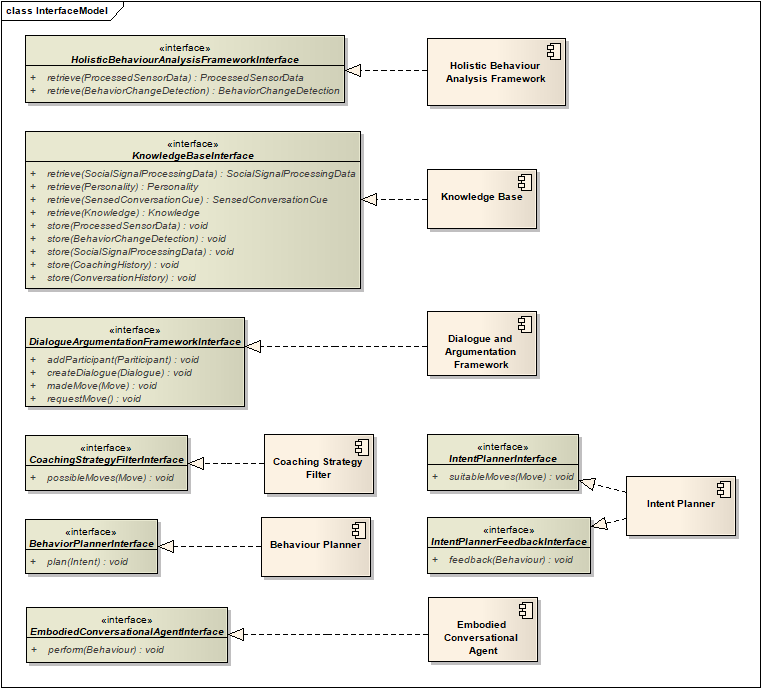 class InterfaceModel
«interface»
HolisticBehaviourAnalysisFrameworkInterface
+ retrieve(ProcessedSensorData) : ProcessedSensorData
+ retrieve(BehaviorChangeDetection) : BehaviorChangeDetection
Holistic Behaviour
Analysis Framework
«interface»
KnowledgeBaseInterface
+ retrieve(SocialSignalProcessingData) : SocialSignalProcessingData
+ retrieve(Personality) : Personality
+ retrieve(SensedConversationCue) : SensedConversationCue
+ retrieve(Knowledge) : Knowledge
+ store(ProcessedSensorData) : void
+ store(BehaviorChangeDetection) : void
+ store(SocialSignalProcessingData) : void
+ store(CoachingHistory) : void
+ store(ConversationHistory) : void
Knowledge Base
«interface»
DialogueArgumentationFrameworkInterface
+ addParticipant(Pariticipant) : void
+ createDialogue(Dialogue) : void
+ madeMove(Move) : void
+ requestMove() : void
Dialogue and
Argumentation
Framework
«interface»
CoachingStrategyFilterInterface
+ possibleMoves(Move) : void
Coaching Strategy
Filter
«interface»
IntentPlannerInterface
+ suitableMoves(Move) : void
Intent Planner
«interface»
BehaviorPlannerInterface
+ plan(Intent) : void
Behaviour Planner
«interface»
IntentPlannerFeedbackInterface
+ feedback(Behaviour) : void
«interface»
EmbodiedConversationalAgentInterface
+ perform(Behaviour) : void
Embodied
Conversational
Agent